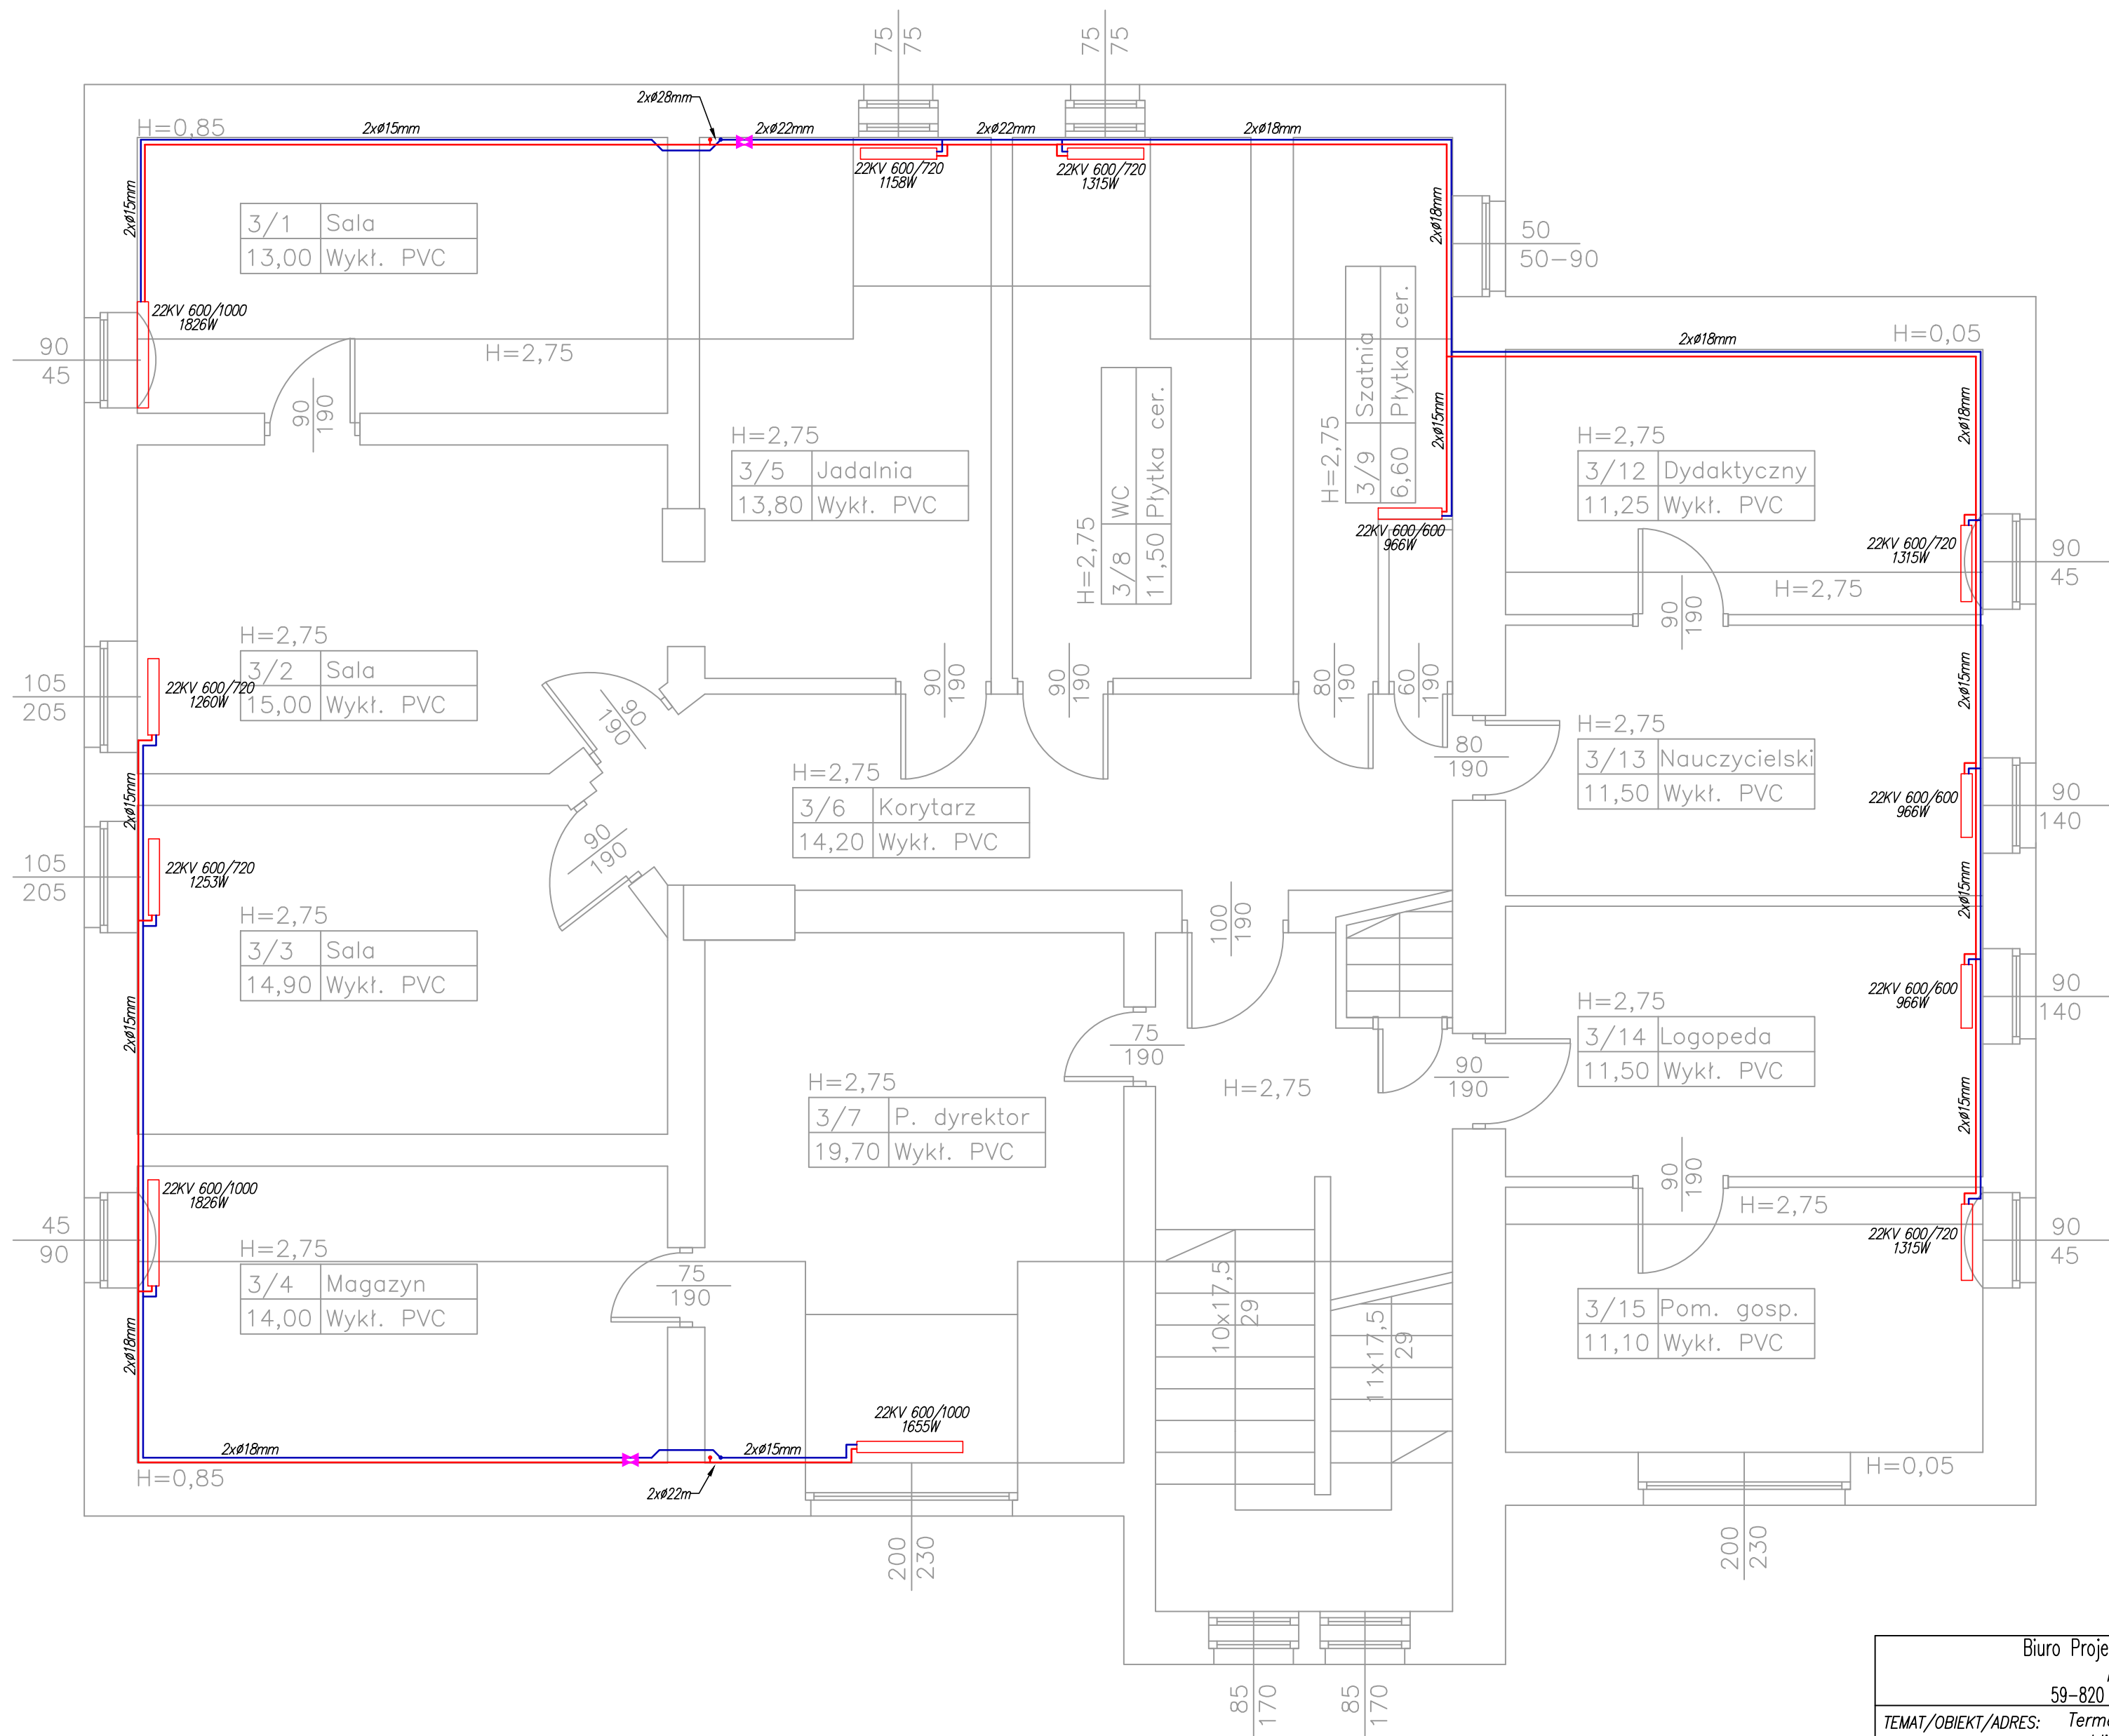 75
75
75
75
2xø28mm
H=0,85
2xø15mm
2xø22mm
2xø22mm
2xø18mm
22KV 600/720
1158W
22KV 600/720
1315W
2xø15mm
2xø18mm
3/1 Sala
13,00 Wykł. PVC
50
50-90
22KV 600/1000
1826W
90
45
H=2,75
90
190
2xø18mm
H=0,05
H=2,75
3/9 Szatnia
6,60 Płytka cer.
2xø15mm
2xø18mm
H=2,75
3/5 Jadalnia
13,80 Wykł. PVC
H=2,75
3/8 WC
11,50 Płytka cer.
H=2,75
3/12 Dydaktyczny
11,25 Wykł. PVC
22KV 600/600
966W
22KV 600/720
1315W
90
45
H=2,75
90
190
H=2,75
3/2 Sala
15,00 Wykł. PVC
22KV 600/720
1260W
105
205
90
190
90
190
90
190
80
190
60
190
2xø15mm
80
190
H=2,75
3/13 Nauczycielski
11,50 Wykł. PVC
22KV 600/600
966W
90
140
2xø15mm
H=2,75
3/6 Korytarz
14,20 Wykł. PVC
90
190
22KV 600/720
1253W
105
205
H=2,75
3/3 Sala
14,90 Wykł. PVC
100
190
2xø15mm
22KV 600/600
966W
90
140
2xø15mm
H=2,75
3/14 Logopeda
11,50 Wykł. PVC
75
190
90
190
H=2,75
H=2,75
3/7 P. dyrektor
19,70 Wykł. PVC
2xø15mm
90
190
H=2,75
22KV 600/1000
1826W
45
90
H=2,75
3/4 Magazyn
14,00 Wykł. PVC
75
190
22KV 600/720
1315W
90
45
10x17,5
29
11x17,5
29
3/15 Pom. gosp.
11,10 Wykł. PVC
2xø18mm
22KV 600/1000
1655W
2xø18mm
2xø15mm
H=0,85
2xø22m
H=0,05
200
230
200
230
85
170
85
170
Biuro Proje
59-820
TEMAT/OBIEKT/ADRES: Term